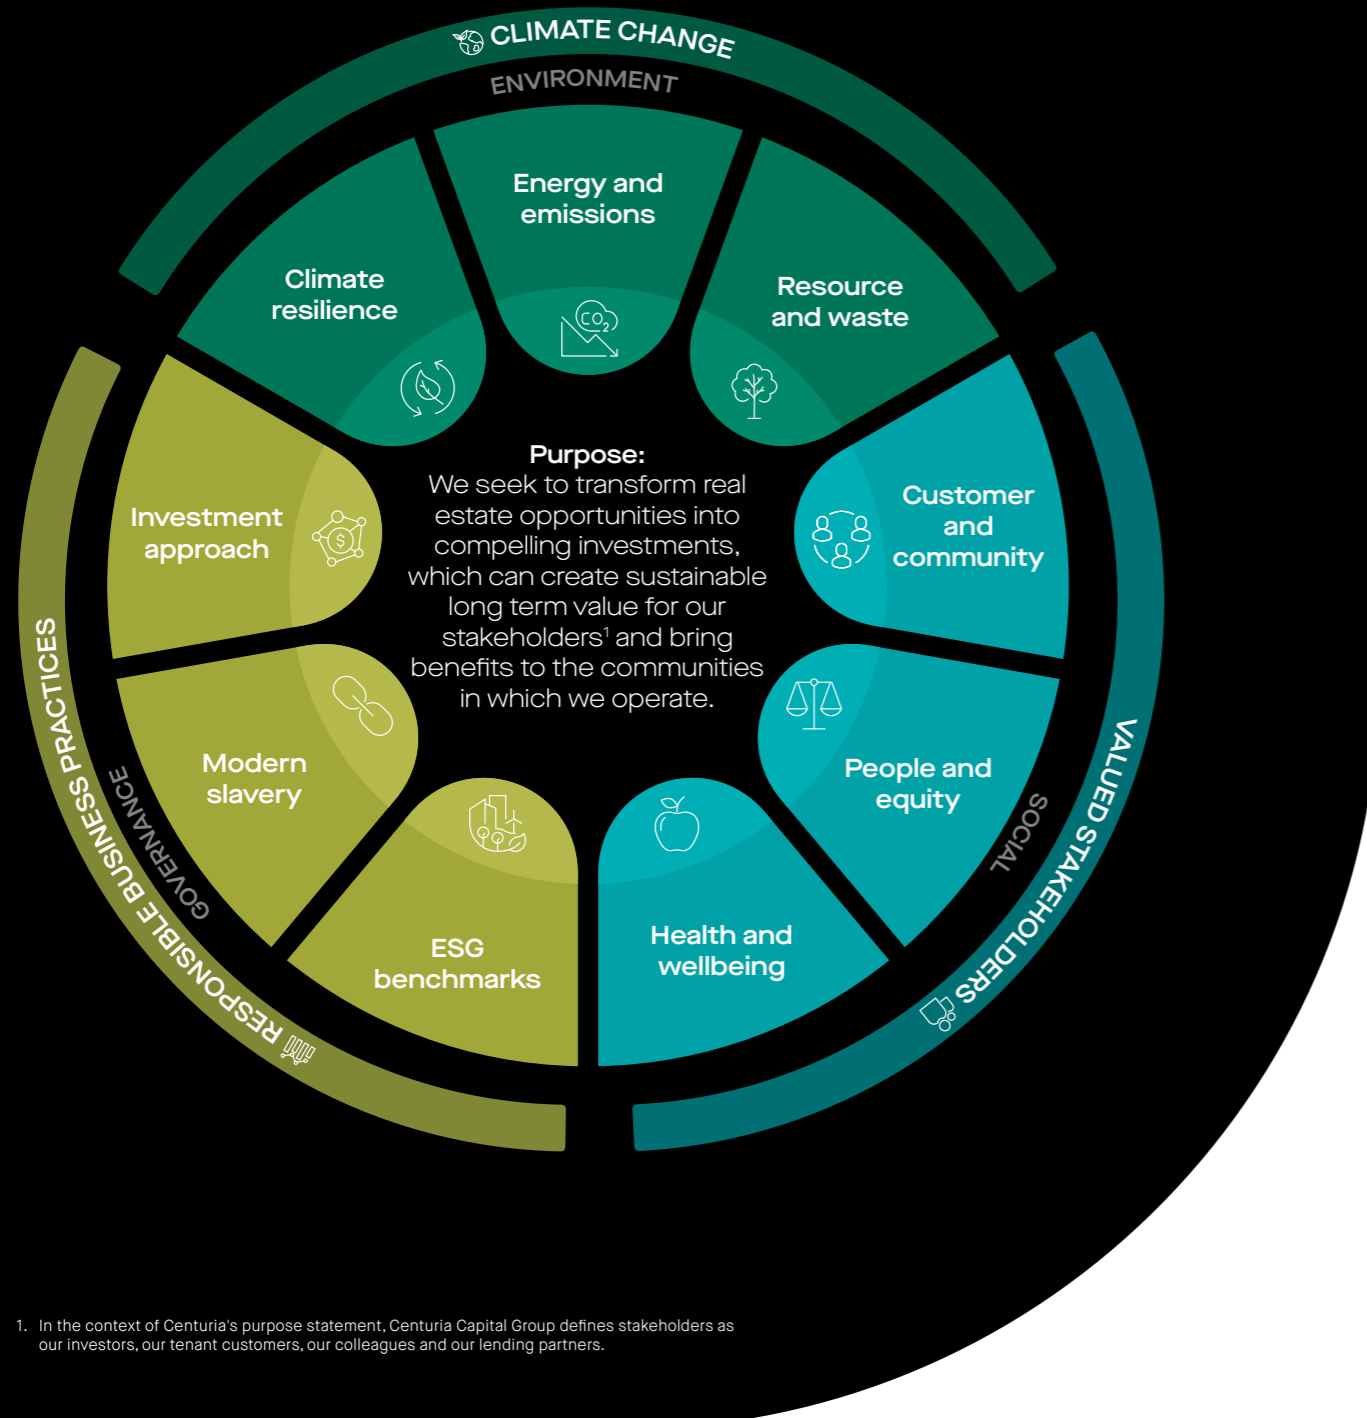 CLIMATE CHANGE
ENVIRONMENT
Energy and
emissions
Climate
resilience
Resource
and waste
Investment
approach
Customer
and
community
Modern
slavery
People and
equity
ESG
benchmarks
Health and
wellbeing
CO2
$
Purpose:
We seek to transform real
estate opportunities into
compelling investments,
which can create sustainable
long term value for our
stakeholders¹ and bring
benefits to the communities
in which we operate.
RESPONSIBLE BUSINESS PRACTICES
GOVERNANCE
SOCIAL
VALUED STAKEHOLDERS
1. In the context of Centuria's purpose statement, Centuria Capital Group defines stakeholders as
our investors, our tenant customers, our colleagues and our lending partners.